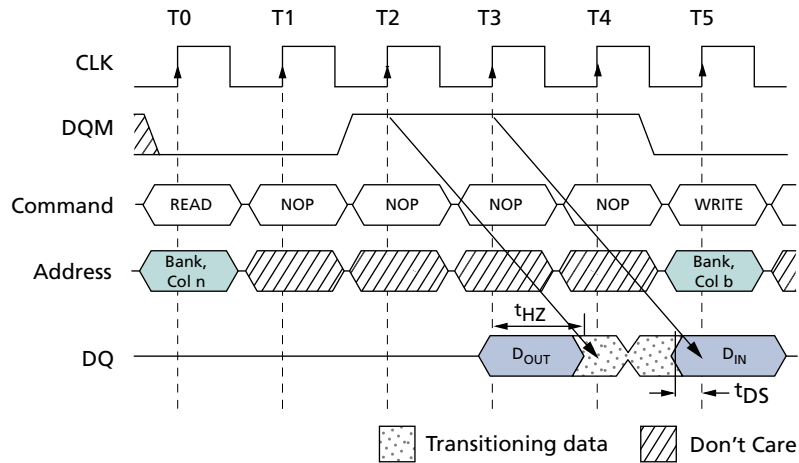 T0 T1 T2 T3 T4 T5
CLK
DQM
Command READ NOP NOP NOP NOP WRITE
Address Bank, Col n Bank, Col b
tHZ
DQ DOUT DIN
tDS
Transitioning data Don't Care